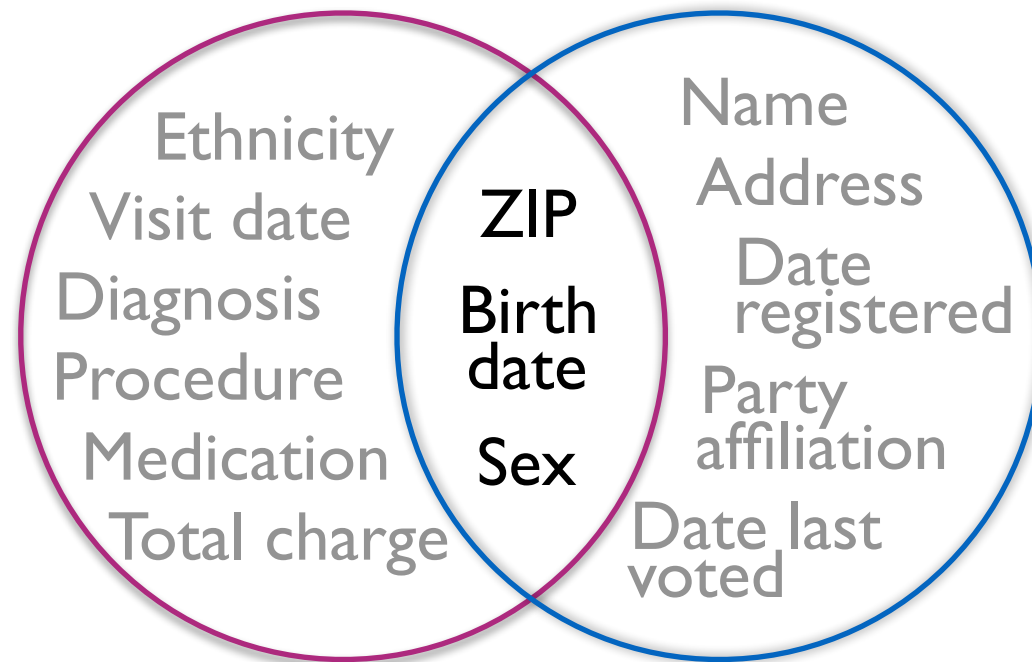 Ethnicity
Visit date
Diagnosis
Procedure
Medication
Total charge
ZIP
Birth
date
Sex
Name
Address
Date
registered
Party
affiliation
Date last
voted